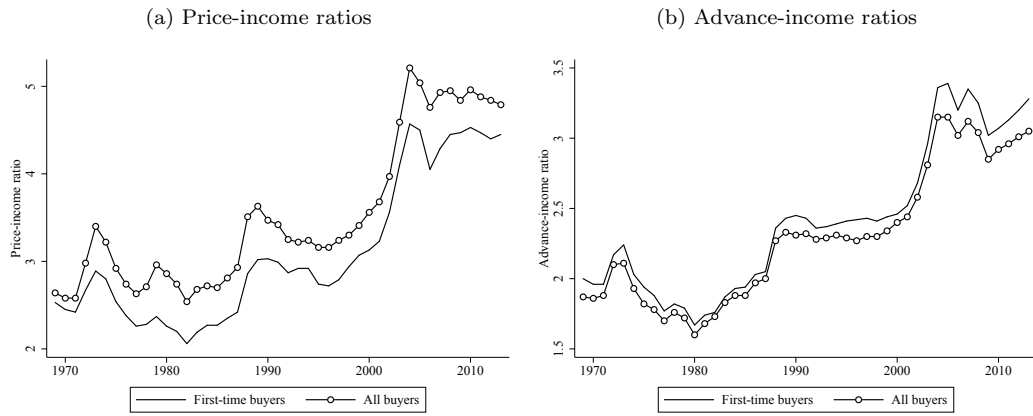 (a) Price-income ratios
Price-income ratio
5
4
3
2
1970 1980 1990 2000 2010
First-time buyers All buyers
(b) Advance-income ratios
Advance-income ratio
3.5
3
2.5
2
1.5
1970 1980 1990 2000 2010
First-time buyers All buyers